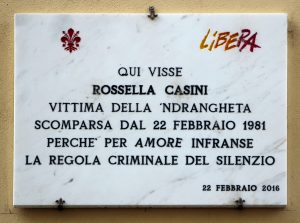 LIBERA
QUI VISSE
ROSSELLA CASINI
VITTIMA DELLA 'NDRANGHETA
SCOMPARSA DAL 22 FEBBRAIO 1981
PERCHE' PER AMORE INFRANSE
LA REGOLA CRIMINALE DEL SILENZIO
22 FEBBRAIO 2016